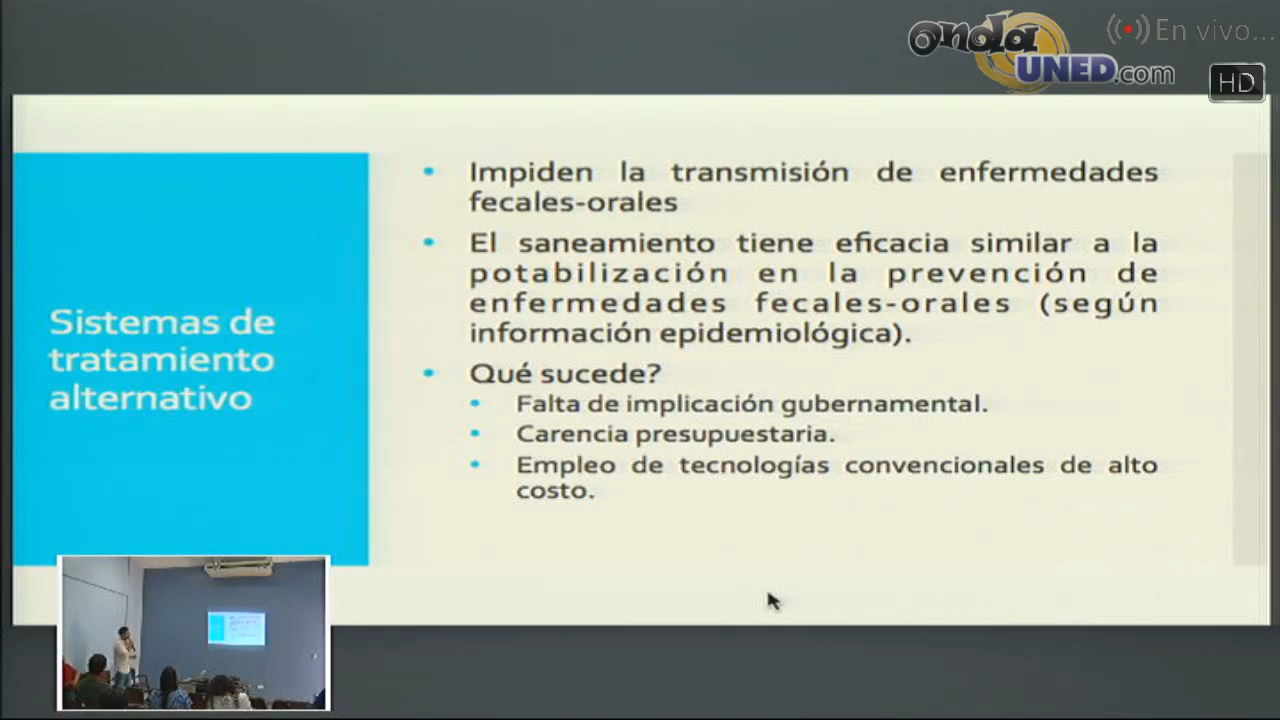 onda
UNED.com
En vivo...
HD
Sistemas de
tratamiento
alternativo
• Impiden la transmisión de enfermedades
fecales-orales
• El saneamiento tiene eficacia similar a la
potabilización en la prevención de
enfermedades fecales-orales (según
información epidemiológica).
• Qué sucede?
• Falta de implicación gubernamental.
• Carencia presupuestaria.
• Empleo de tecnologías convencionales de alto
costo.